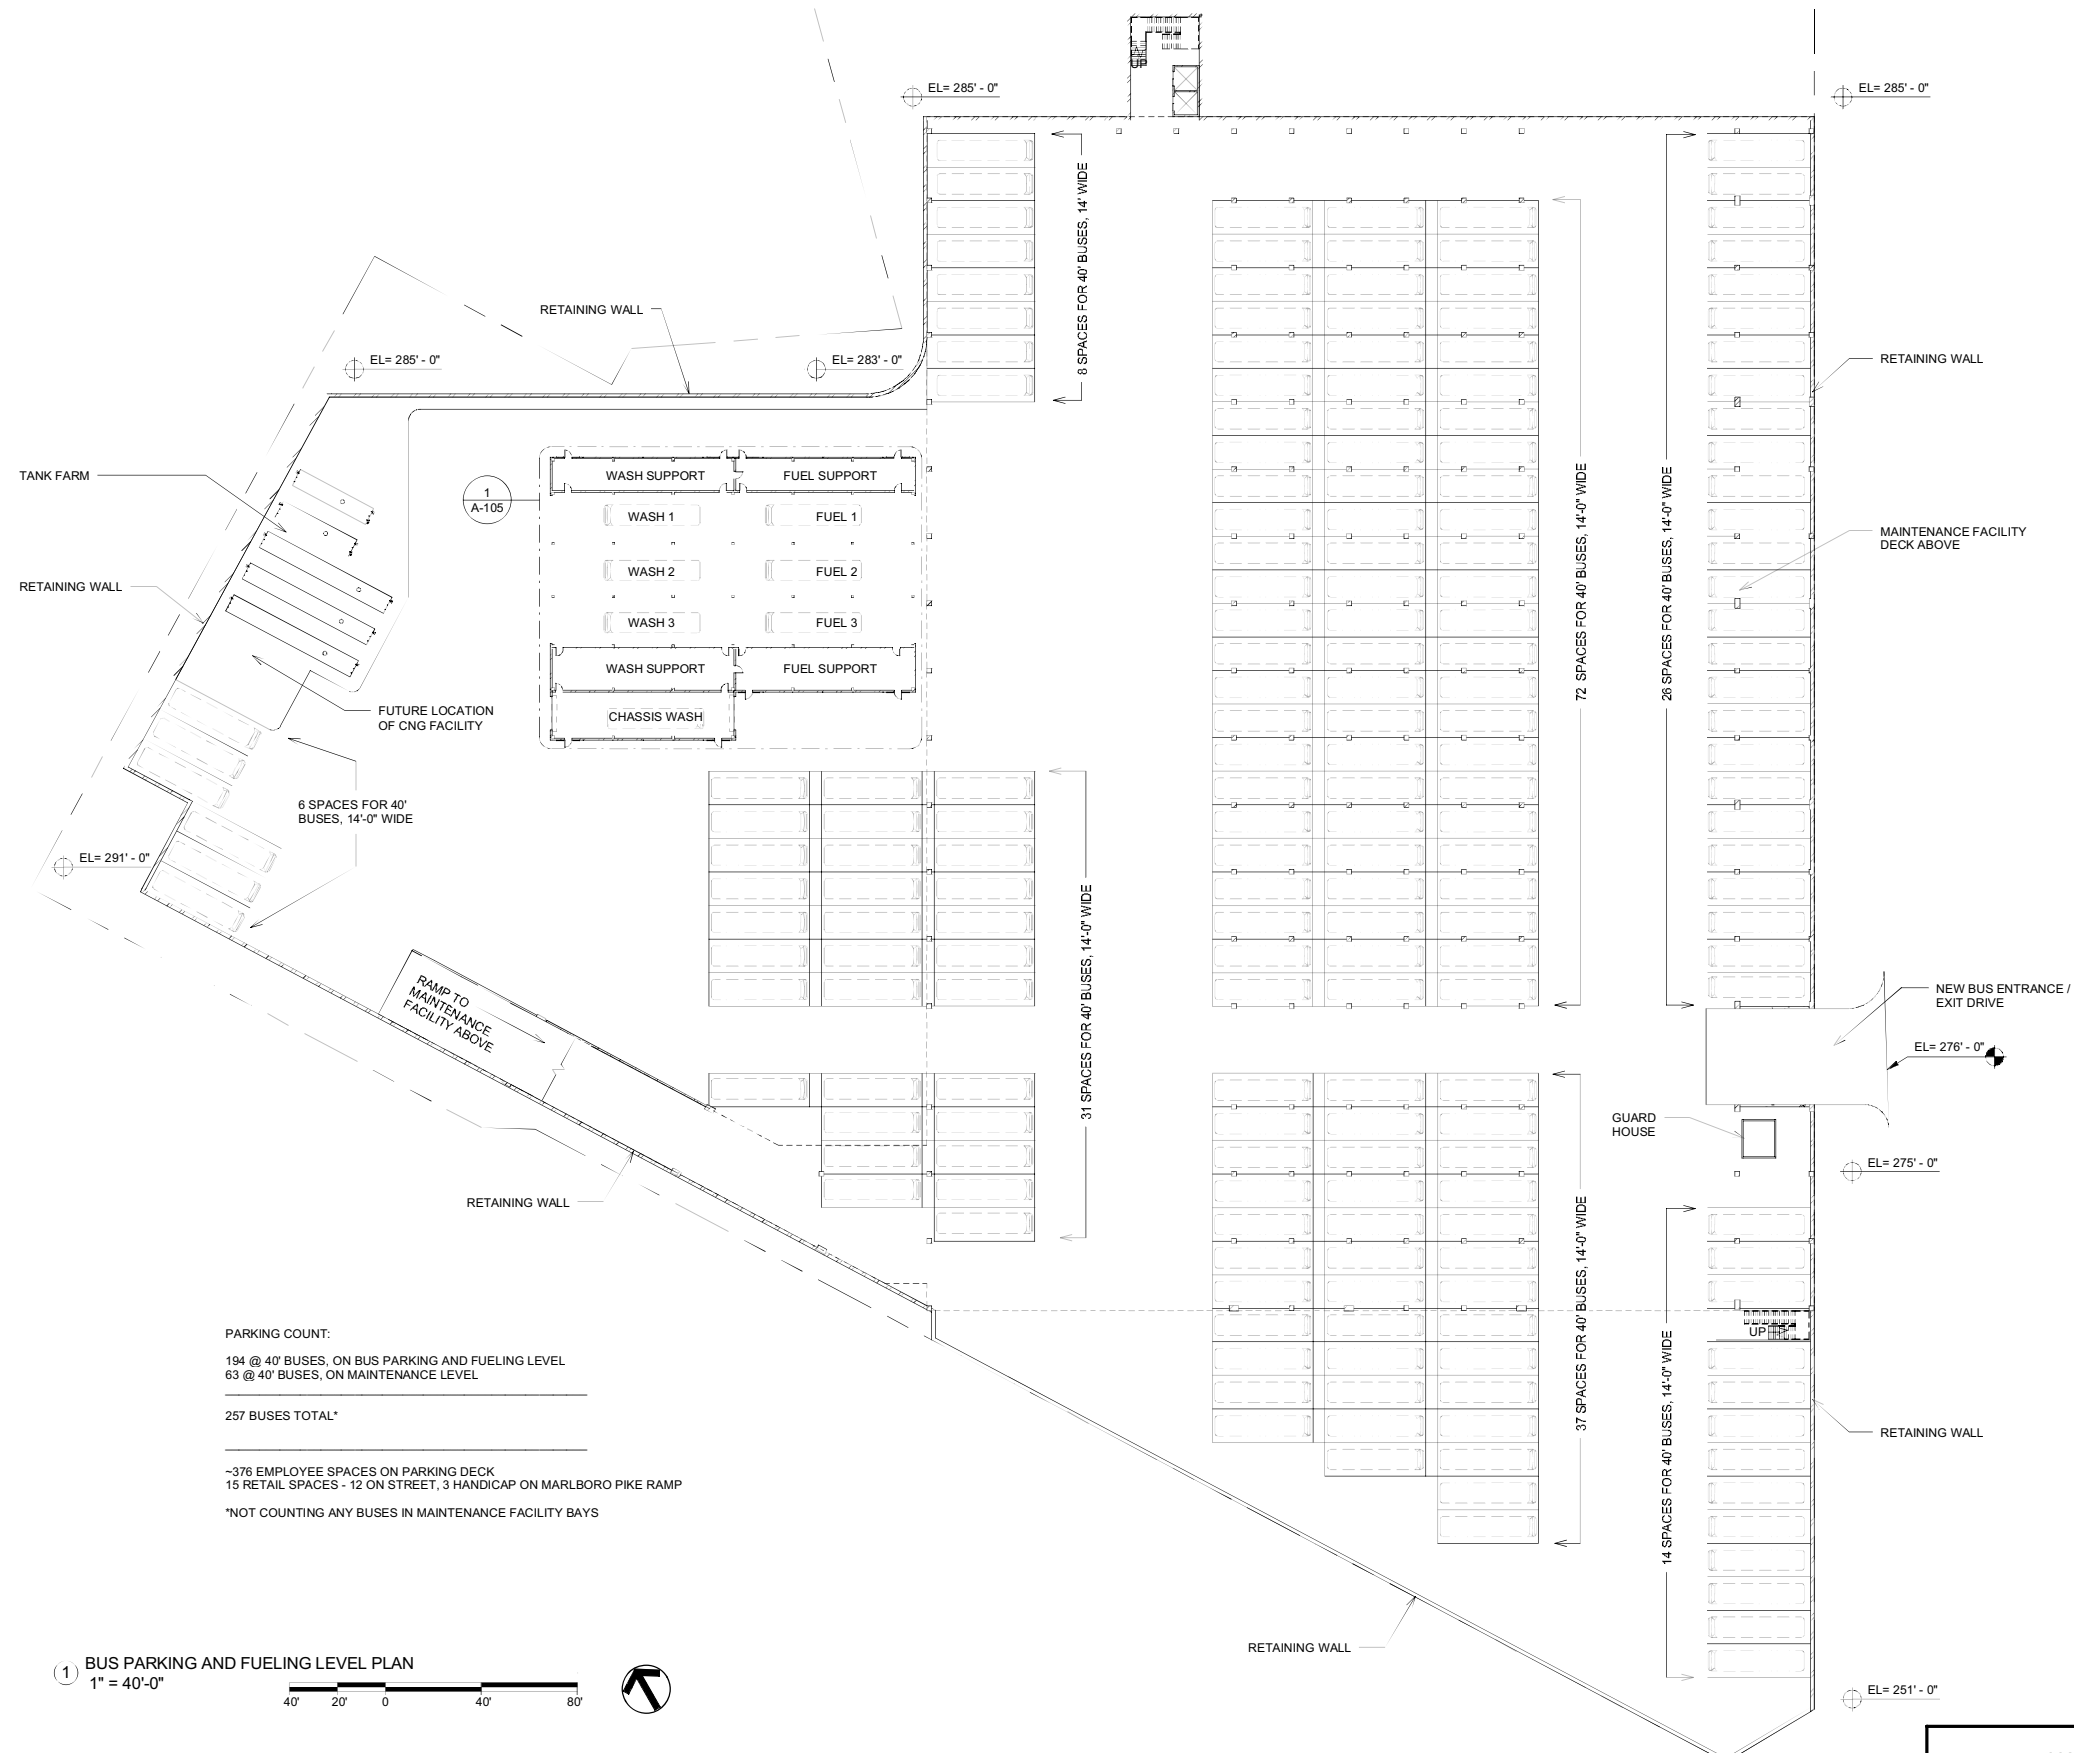 UP
EL= 285' - 0"
EL= 285' - 0"
8 SPACES FOR 40' BUSES, 14' WIDE
RETAINING WALL
EL= 285' - 0"
EL= 283' - 0"
RETAINING WALL
TANK FARM
1
A-105
WASH SUPPORT
FUEL SUPPORT
WASH 1
FUEL 1
WASH 2
FUEL 2
WASH 3
FUEL 3
WASH SUPPORT
FUEL SUPPORT
CHASSIS WASH
72 SPACES FOR 40' BUSES, 14'-0" WIDE
26 SPACES FOR 40' BUSES, 14'-0" WIDE
MAINTENANCE FACILITY
DECK ABOVE
RETAINING WALL
FUTURE LOCATION
OF CNG FACILITY
6 SPACES FOR 40'
BUSES, 14'-0" WIDE
EL= 291' - 0"
31 SPACES FOR 40' BUSES, 14'-0" WIDE
RAMP TO
MAINTENANCE
FACILITY ABOVE
NEW BUS ENTRANCE /
EXIT DRIVE
EL= 276' - 0"
GUARD
HOUSE
EL= 275' - 0"
RETAINING WALL
37 SPACES FOR 40' BUSES, 14'-0" WIDE
14 SPACES FOR 40' BUSES, 14'-0" WIDE
UP
RETAINING WALL
PARKING COUNT:
194 @ 40' BUSES, ON BUS PARKING AND FUELING LEVEL
63 @ 40' BUSES, ON MAINTENANCE LEVEL
257 BUSES TOTAL*
~376 EMPLOYEE SPACES ON PARKING DECK
15 RETAIL SPACES - 12 ON STREET, 3 HANDICAP ON MARLBORO PIKE RAMP
*NOT COUNTING ANY BUSES IN MAINTENANCE FACILITY BAYS
RETAINING WALL
EL= 251' - 0"
1
BUS PARKING AND FUELING LEVEL PLAN
1" = 40'-0"
40' 20' 0 40' 80'